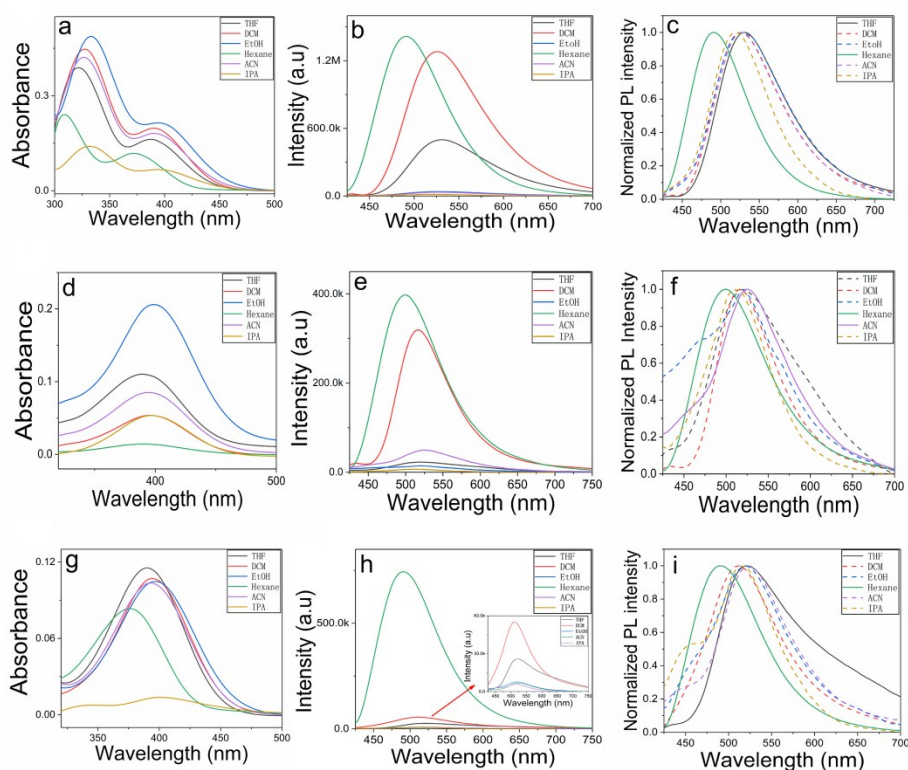 a
THF
DCM
EtOH
Hexane
ACN
IPA
Absorbance
0.3
0.0
300 350 400 450 500
Wavelength (nm)
b
THF
DCM
EtoH
Hexane
ACN
IPA
Intensity (a.u)
1.2M
600.0k
0.0
450 500 550 600 650 700
Wavelength (nm)
c
THF
DCM
EtoH
Hexane
ACN
IPA
Normalized PL intensity
1.0
0.8
0.6
0.4
0.2
0.0
450 500 550 600 650 700
Wavelength (nm)
d
THF
DCM
EtOH
Hexane
ACN
IPA
Absorbance
0.2
0.1
0.0
400 500
Wavelength (nm)
e
THF
DCM
EtOH
Hexane
ACN
IPA
Intensity (a.u)
400.0k
200.0k
0.0
425 450 500 550 600 650 700 750
Wavelength (nm)
f
THF
DCM
EtOH
Hexane
ACN
IPA
Normalized PL Intensity
1.0
0.8
0.6
0.4
0.2
0.0
450 500 550 600 650 700
Wavelength (nm)
g
THF
DCM
EtOH
Hexane
ACN
IPA
Absorbance
0.12
0.06
0.00
350 400 450 500
Wavelength (nm)
h
THF
DCM
EtOH
Hexane
ACN
IPA
Intensity (a.u)
500.0k
0.0
425 450 500 550 600 650 700 750
Wavelength (nm)
THF
DCM
EtOH
ACN
IPA
Intensity (a.u)
0.0
Wavelength (nm)
i
THF
DCM
EtOH
Hexane
ACN
IPA
Normalized PL intensity
1.0
0.8
0.6
0.4
0.2
0.0
450 500 550 600 650 700
Wavelength (nm)